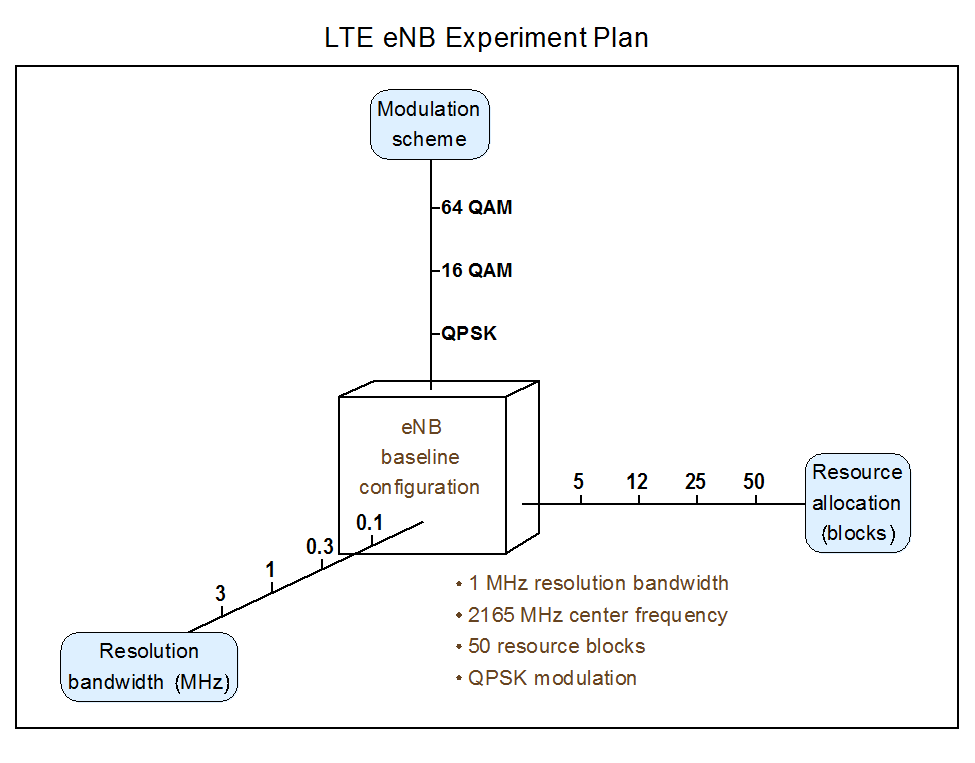 LTE eNB Experiment Plan
Modulation
scheme
64 QAM
16 QAM
QPSK
eNB
baseline
configuration
5 12 25 50
Resource
allocation
(blocks)
0.1
0.3
1
3
Resolution
bandwidth (MHz)
• 1 MHz resolution bandwidth
• 2165 MHz center frequency
• 50 resource blocks
• QPSK modulation